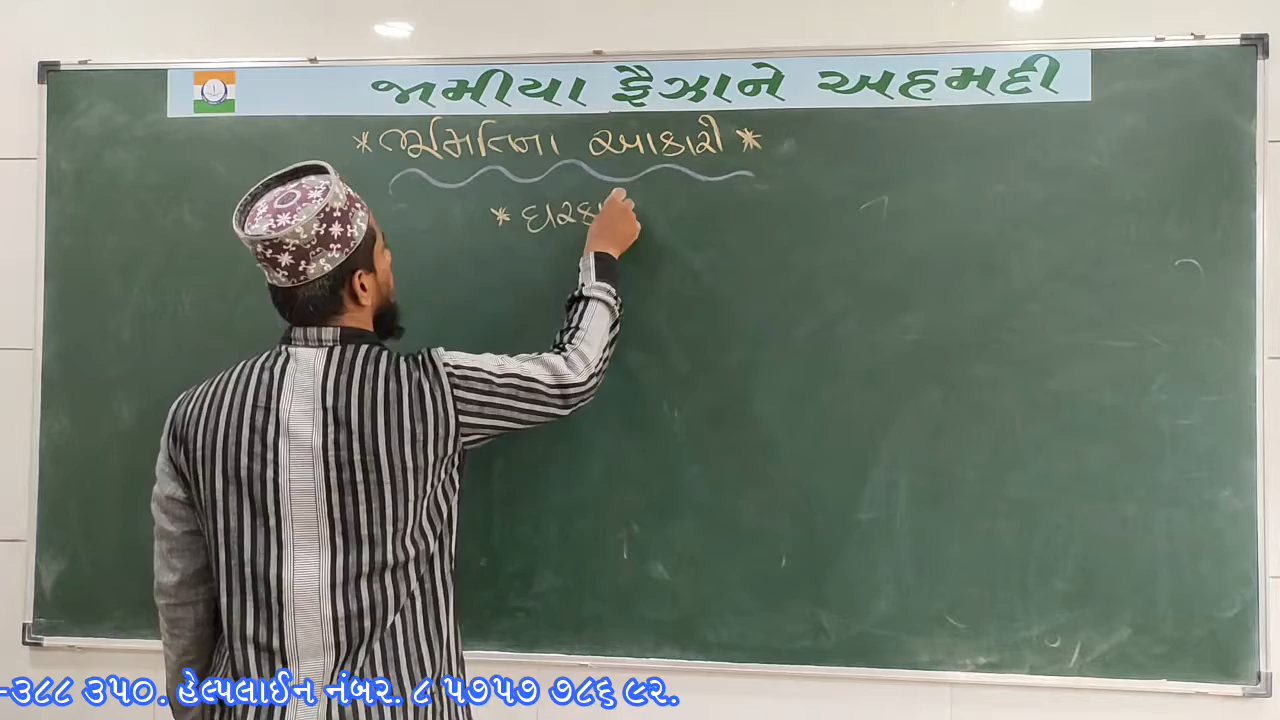 જામીયા ફૈઝાને અહમદી
* ભૂમિતિના આકારો *
*
-૩૮૮ ૩૫૦. હેલ્પલાઈન નંબર. ૮ ૫૭૫૭ ૭૮૬ ૯૨.